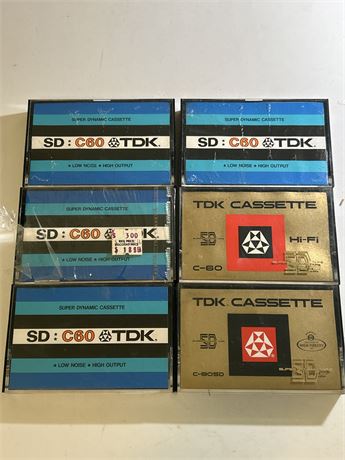 SUPER DYNAMIC CASSETTE
SD: C60 TDK.
★ LOW NOISE ★ HIGH OUTPUT
SUPER DYNAMIC CASSETTE
SD: C60 TDK.
★ LOW NOISE ★ HIGH OUTPUT
SUPER DYNAMIC CASSETTE
SD: C60 TDK.
$ 3.00
LOW NOISE ★ HIGH OUTPUT
TDK CASSETTE
SD
Hi-Fi
C-60
SD
SUPER DYNAMIC CASSETTE
SD: C60 TDK.
★ LOW NOISE ★ HIGH OUTPUT
TDK CASSETTE
SD
C-90SD
SD